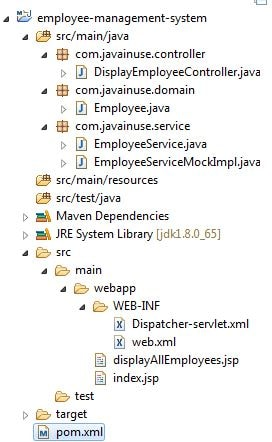 employee-management-system
src/main/java
com.javainuse.controller
DisplayEmployeeController.java
com.javainuse.domain
Employee.java
com.javainuse.service
EmployeeService.java
EmployeeServiceMockImpl.java
src/main/resources
src/test/java
Maven Dependencies
JRE System Library [jdk1.8.0_65]
src
main
webapp
WEB-INF
Dispatcher-servlet.xml
web.xml
displayAllEmployees.jsp
index.jsp
test
target
pom.xml